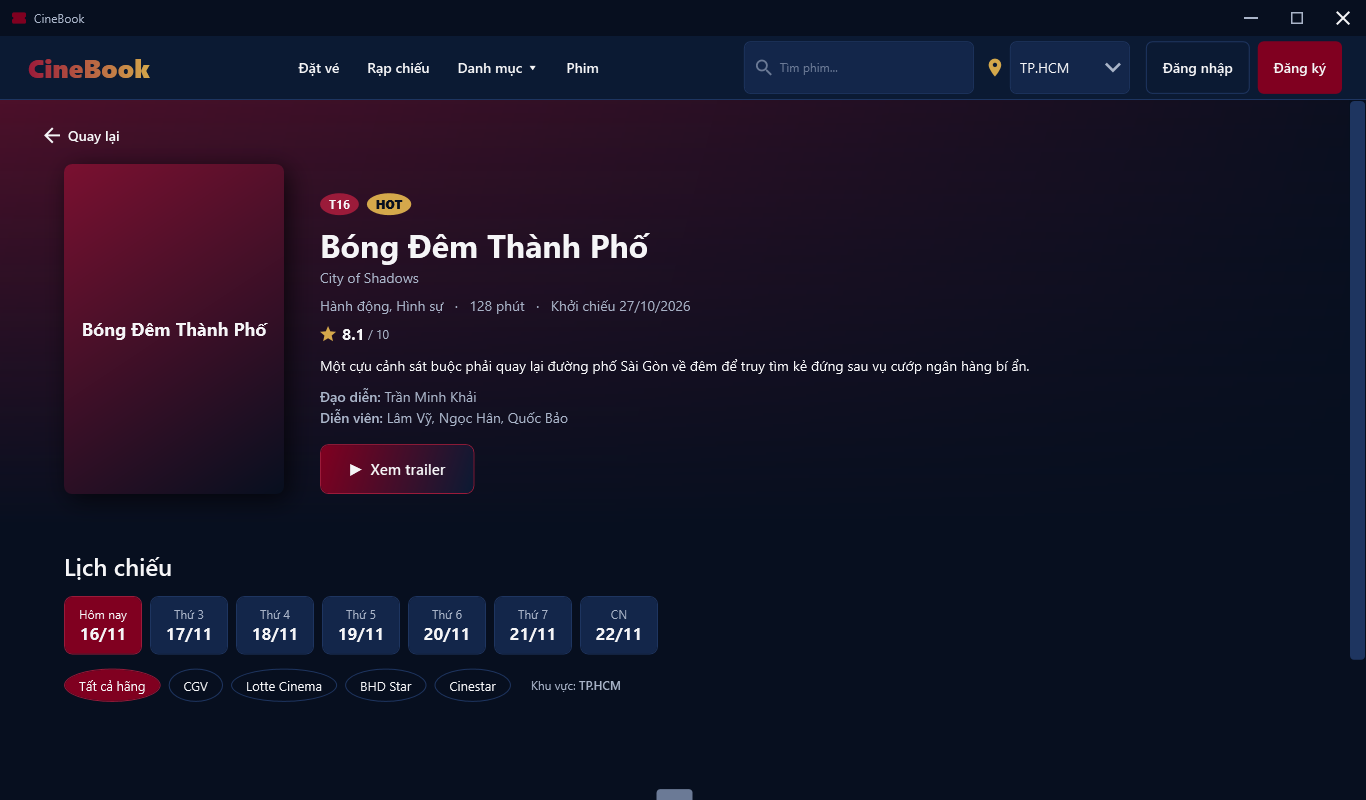 CineBook
CineBook
Đặt vé
Rạp chiếu
Danh mục
Phim
Tìm phim...
TP.HCM
Đăng nhập
Đăng ký
Quay lại
Bóng Đêm Thành Phố
T16
HOT
Bóng Đêm Thành Phố
City of Shadows
Hành động, Hình sự · 128 phút · Khởi chiếu 27/10/2026
8.1 / 10
Một cựu cảnh sát buộc phải quay lại đường phố Sài Gòn về đêm để truy tìm kẻ đứng sau vụ cướp ngân hàng bí ẩn.
Đạo diễn: Trần Minh Khải
Diễn viên: Lâm Vỹ, Ngọc Hân, Quốc Bảo
Xem trailer
Lịch chiếu
Hôm nay
16/11
Thứ 3
17/11
Thứ 4
18/11
Thứ 5
19/11
Thứ 6
20/11
Thứ 7
21/11
CN
22/11
Tất cả hãng
CGV
Lotte Cinema
BHD Star
Cinestar
Khu vực: TP.HCM